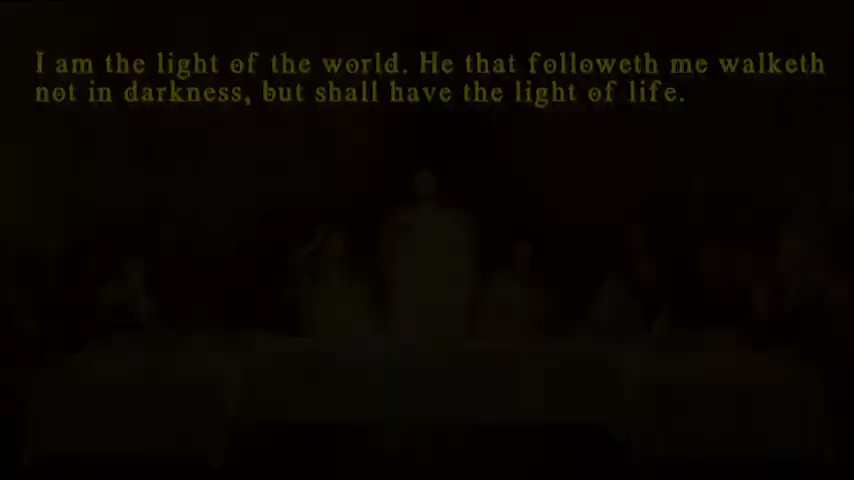 I am the light of the world. He that followeth me walketh
not in darkness, but shall have the light of life.